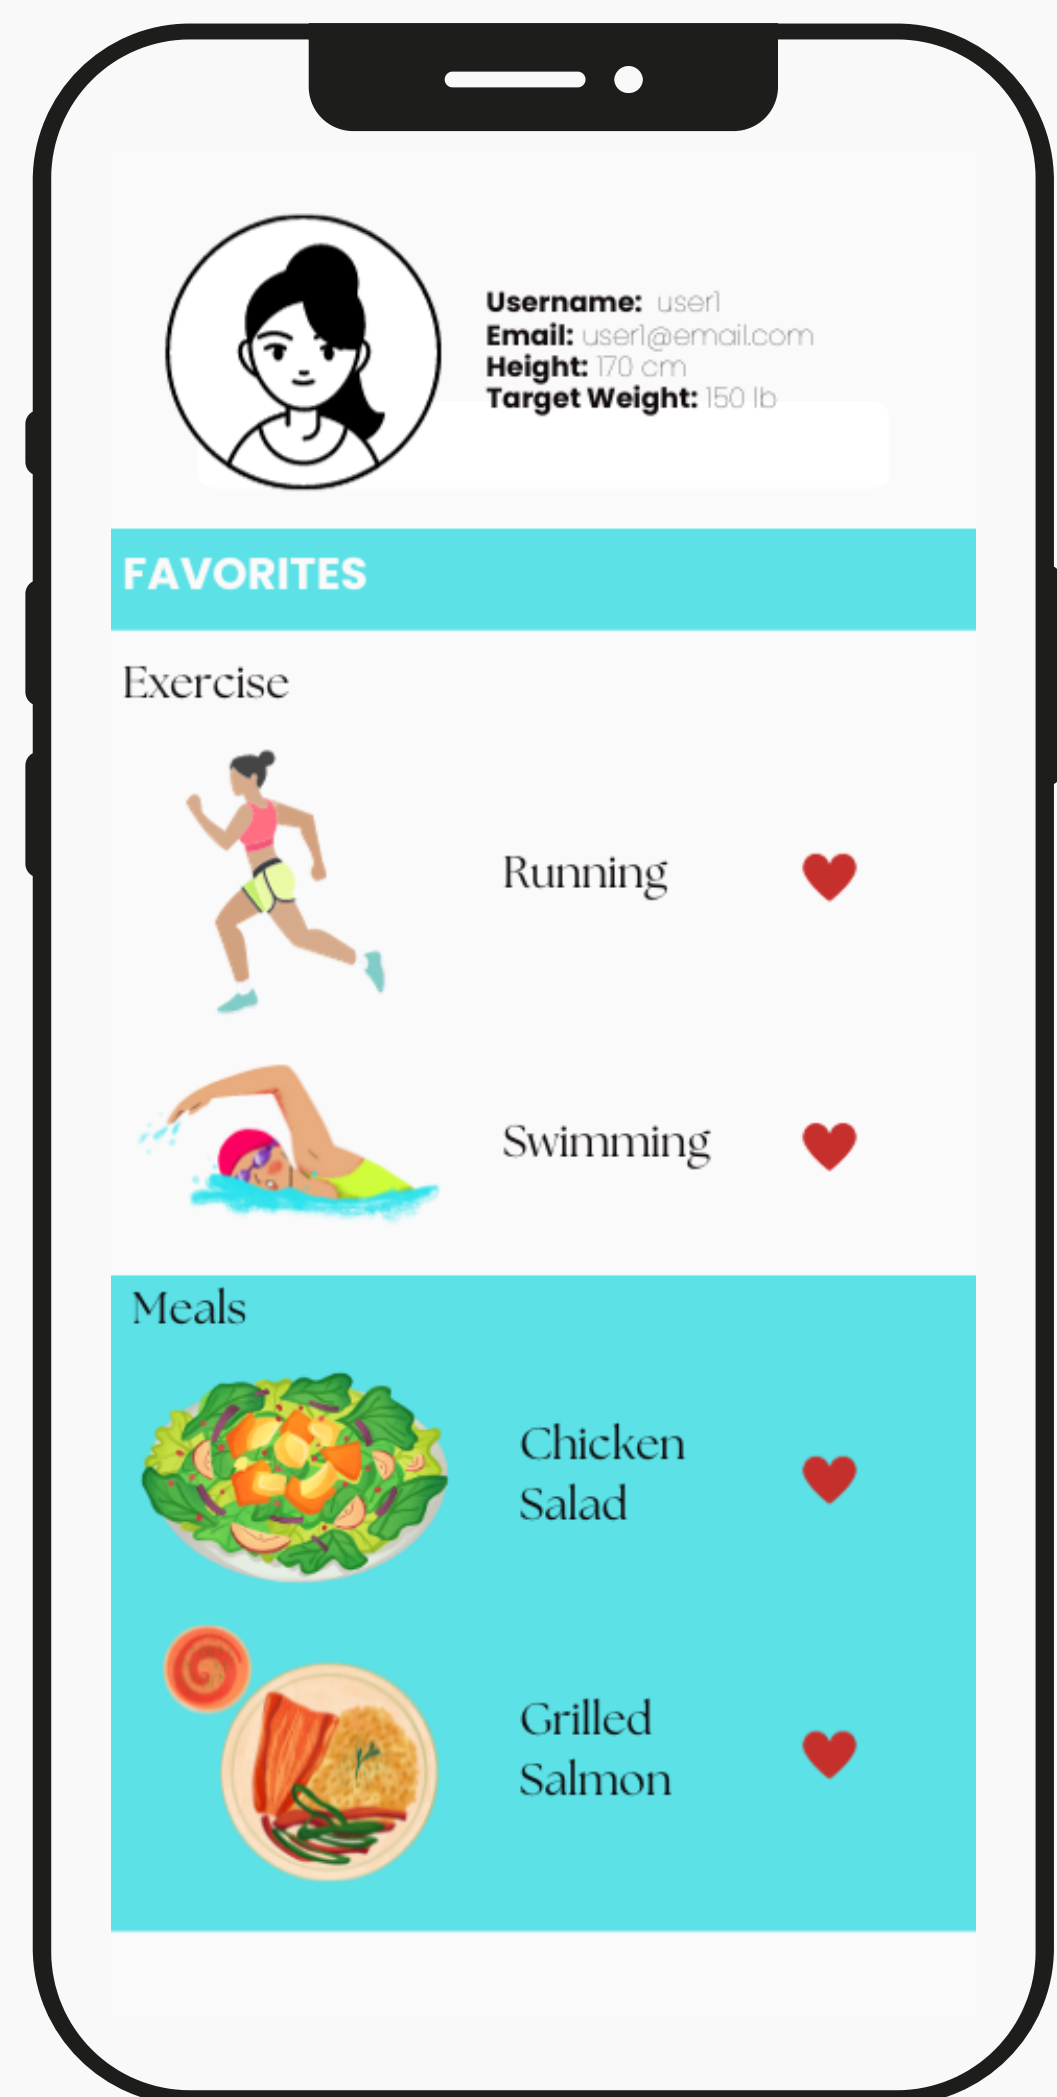 Username: user1
Email: user1@email.com
Height: 170 cm
Target Weight: 150 lb
FAVORITES
Exercise
Running
Swimming
Meals
Chicken
Salad
Grilled
Salmon